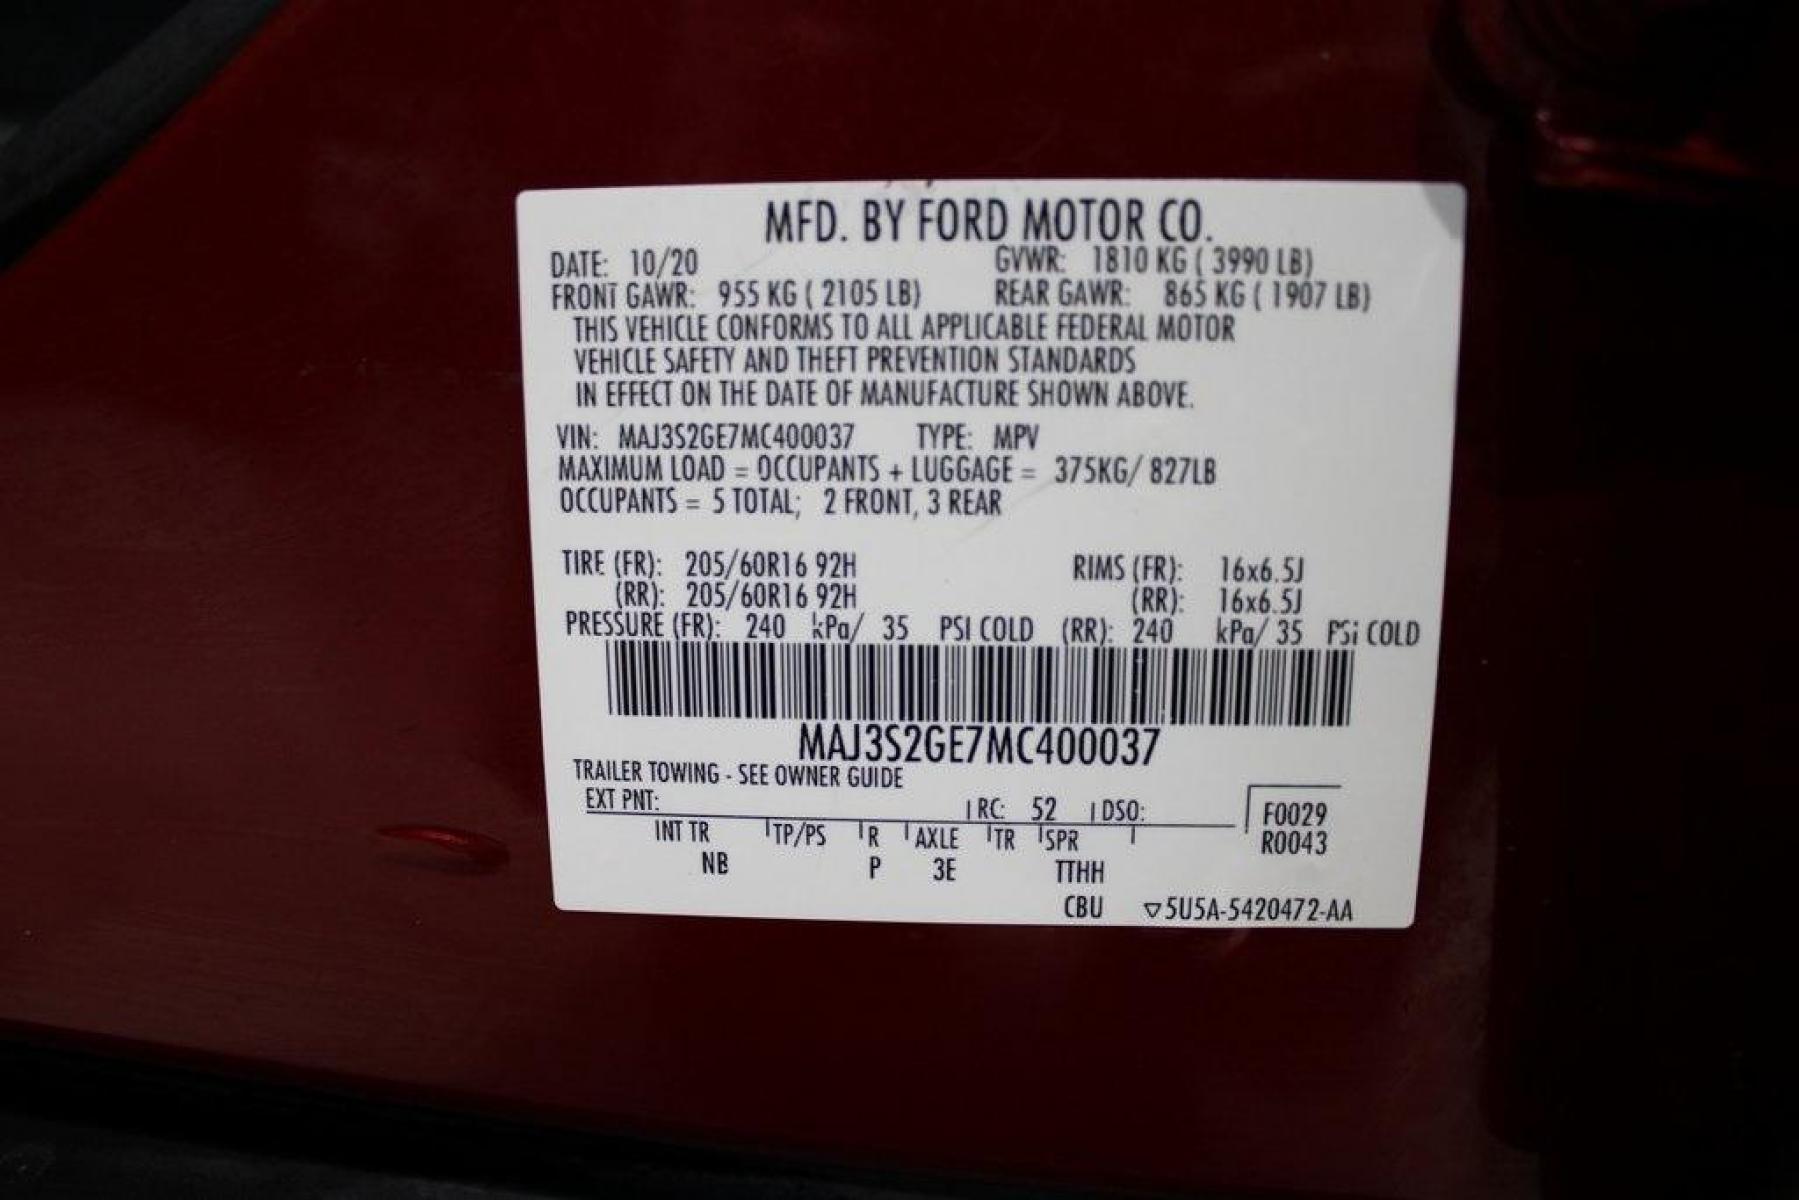 MFD. BY FORD MOTOR CO.
DATE: 10/20 GVWR: 1810 KG ( 3990 LB)
FRONT GAWR: 955 KG ( 2105 LB) REAR GAWR: 865 KG ( 1907 LB)
THIS VEHICLE CONFORMS TO ALL APPLICABLE FEDERAL MOTOR
VEHICLE SAFETY AND THEFT PREVENTION STANDARDS
IN EFFECT ON THE DATE OF MANUFACTURE SHOWN ABOVE.
VIN: MAJ3S2GE7MC400037 TYPE: MPV
MAXIMUM LOAD = OCCUPANTS + LUGGAGE = 375KG/ 827LB
OCCUPANTS = 5 TOTAL; 2 FRONT, 3 REAR
TIRE (FR): 205/60R16 92H RIMS (FR): 16x6.5J
(RR): 205/60R16 92H (RR): 16x6.5J
PRESSURE (FR): 240 kPa/ 35 PSI COLD (RR): 240 kPa/ 35 PSi COLD
MAJ3S2GE7MC400037
TRAILER TOWING - SEE OWNER GUIDE
EXT PNT: RC: 52 DSO: F0029
INT TR TP/PS R AXLE TR SPR R0043
NB P 3E TTHH
CBU ▽5U5A-5420472-AA